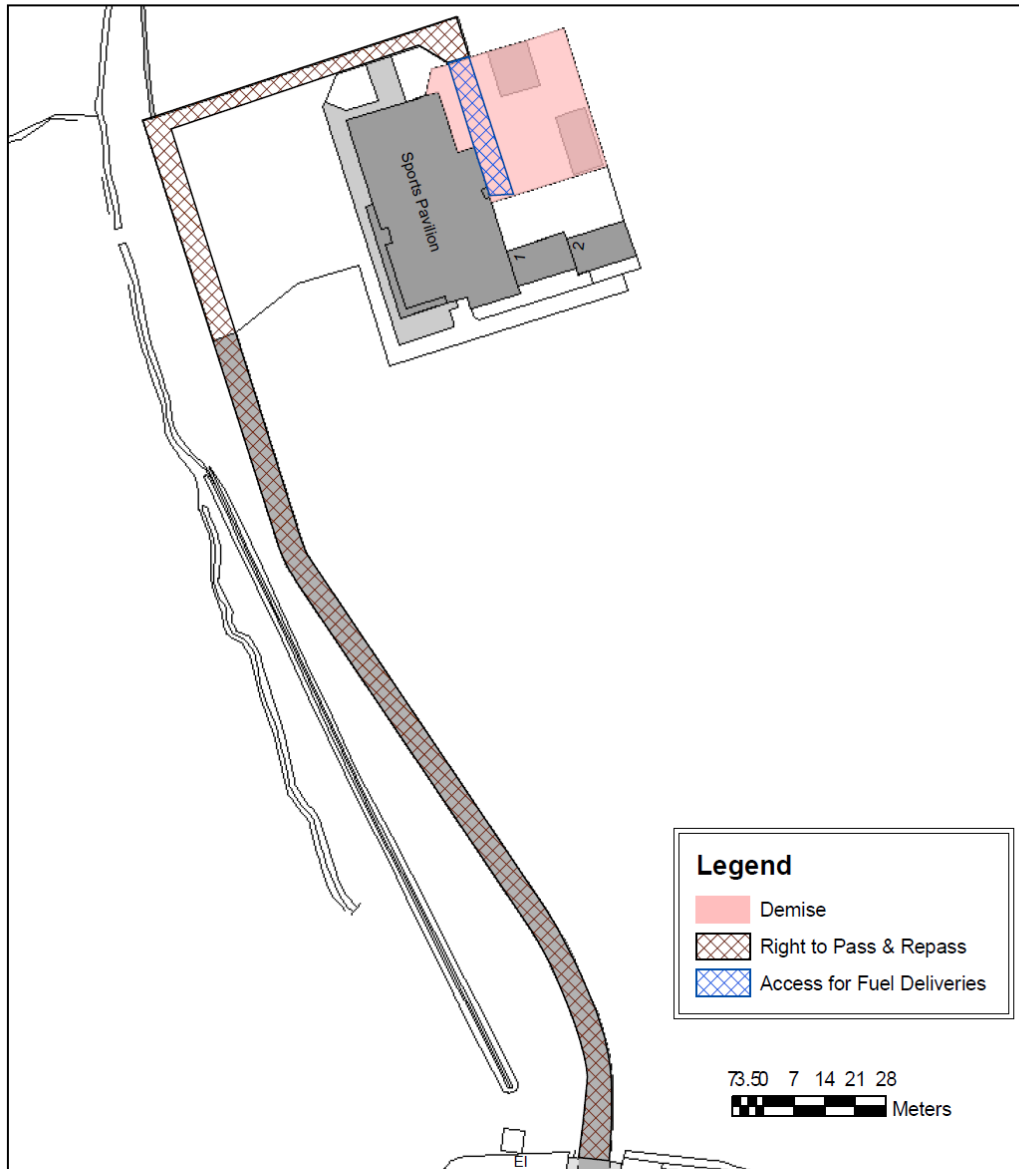 Sports Pavilion
1
2
Legend
Demise
Right to Pass & Repass
Access for Fuel Deliveries
73.50 7 14 21 28
Meters
El